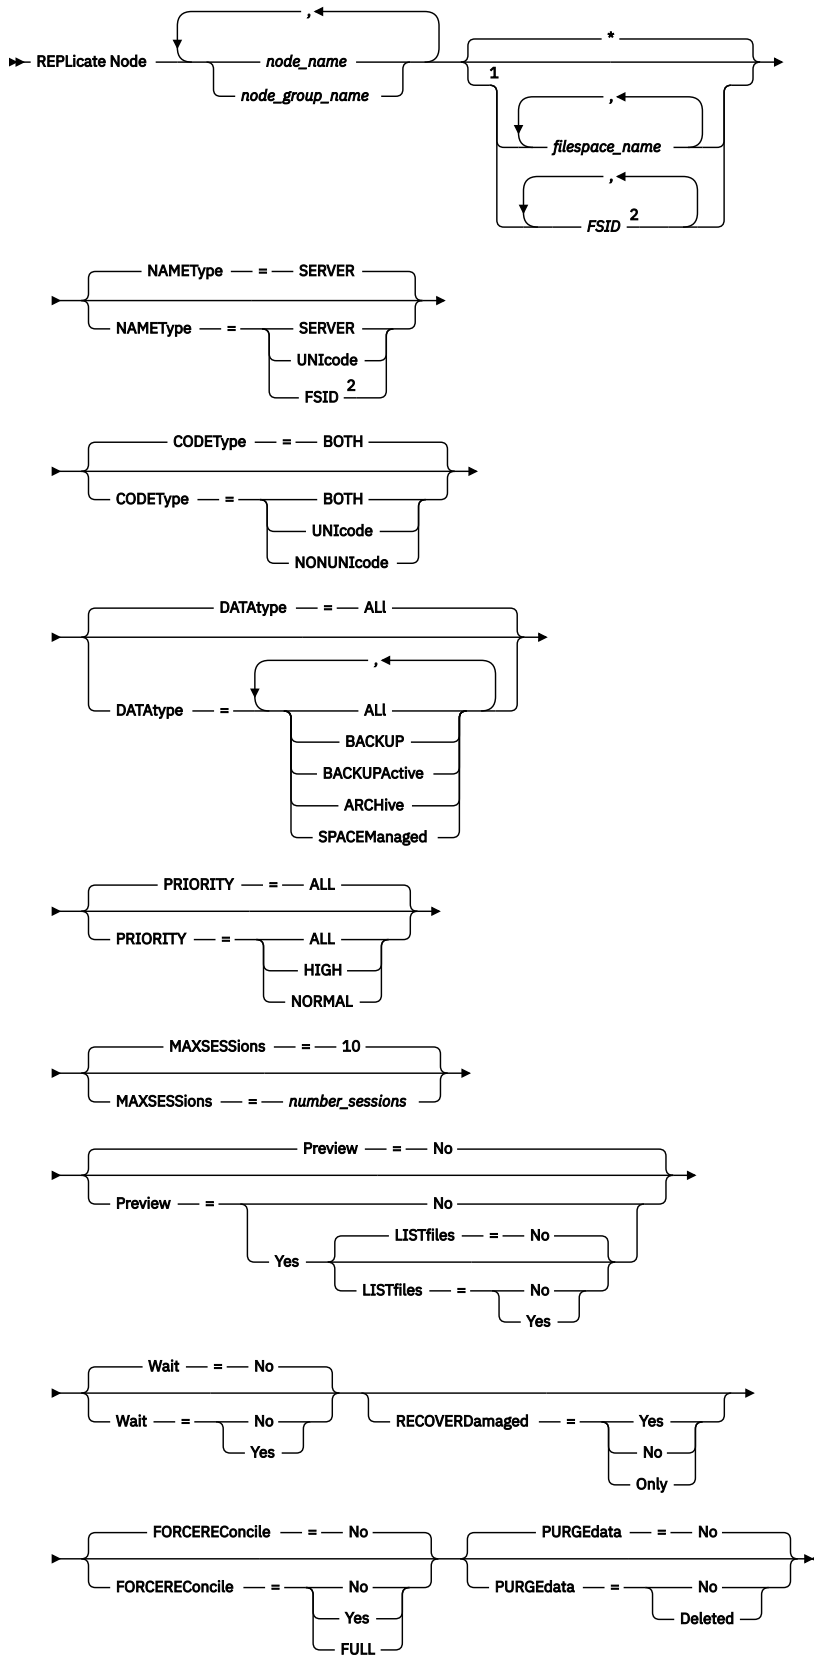 ,
*
REPLicate Node node_name
1
node_group_name
,
filespace_name
,
FSID 2
NAMEType = SERVER
NAMEType = SERVER
UNIcode
FSID 2
CODEType = BOTH
CODEType = BOTH
UNIcode
NONUNIcode
DATAtype = ALl
,
DATAtype = ALl
BACKUP
BACKUPActive
ARCHive
SPACEManaged
PRIORITY = ALL
PRIORITY = ALL
HIGH
NORMAL
MAXSESSions = 10
MAXSESSions = number_sessions
Preview = No
Preview = No
LISTfiles = No
Yes
LISTfiles = No
Yes
Wait = No
Wait = No RECOVERDamaged = Yes
Yes No
Only
FORCEREConcile = No PURGEdata = No
FORCEREConcile = No PURGEdata = No
Yes Deleted
FULL